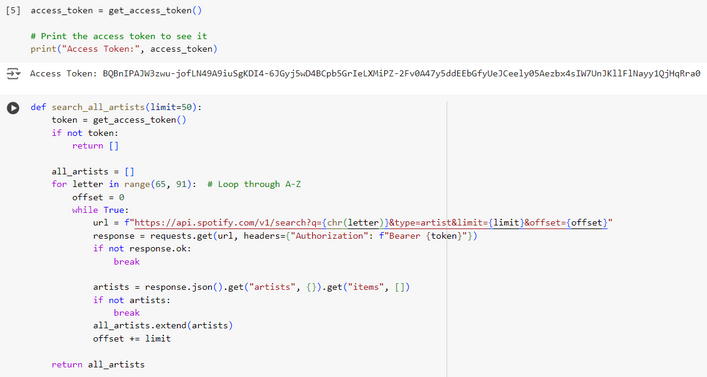 [5] access_token = get_access_token()
# Print the access token to see it
print("Access Token:", access_token)
Access Token: BQBnIPAJW3zwu-jofLN49A9iuSgKDI4-6JGyj5wD4BCpb5GrIeLXMiPZ-2Fv0A47y5ddEEbGfyUeJCeely05Aezbx4sIW7UnJKllFlNayy1QjHqRra0
def search_all_artists(limit=50):
    token = get_access_token()
    if not token:
        return []
    all_artists = []
    for letter in range(65, 91):  # Loop through A-Z
        offset = 0
        while True:
            url = f"https://api.spotify.com/v1/search?q={chr(letter)}&type=artist&limit={limit}&offset={offset}"
            response = requests.get(url, headers={"Authorization": f"Bearer {token}"})
            if not response.ok:
                break
            artists = response.json().get("artists", {}).get("items", [])
            if not artists:
                break
            all_artists.extend(artists)
            offset += limit
    return all_artists